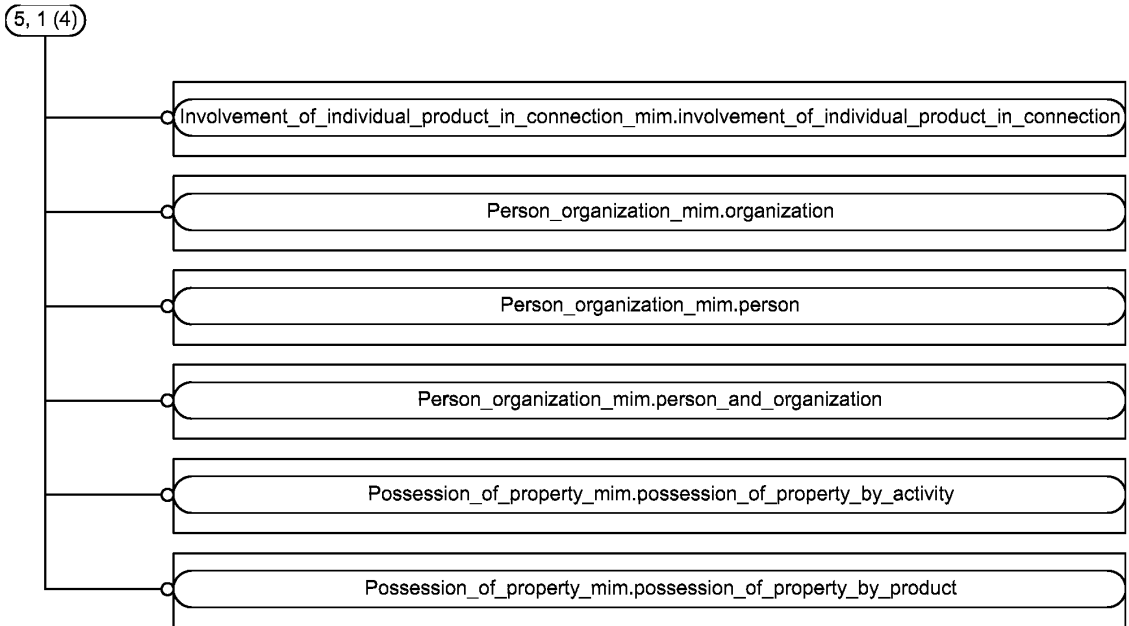 5, 1 (4)
Involvement_of_individual_product_in_connection_mim.involvement_of_individual_product_in_connection
Person_organization_mim.organization
Person_organization_mim.person
Person_organization_mim.person_and_organization
Possession_of_property_mim.possession_of_property_by_activity
Possession_of_property_mim.possession_of_property_by_product